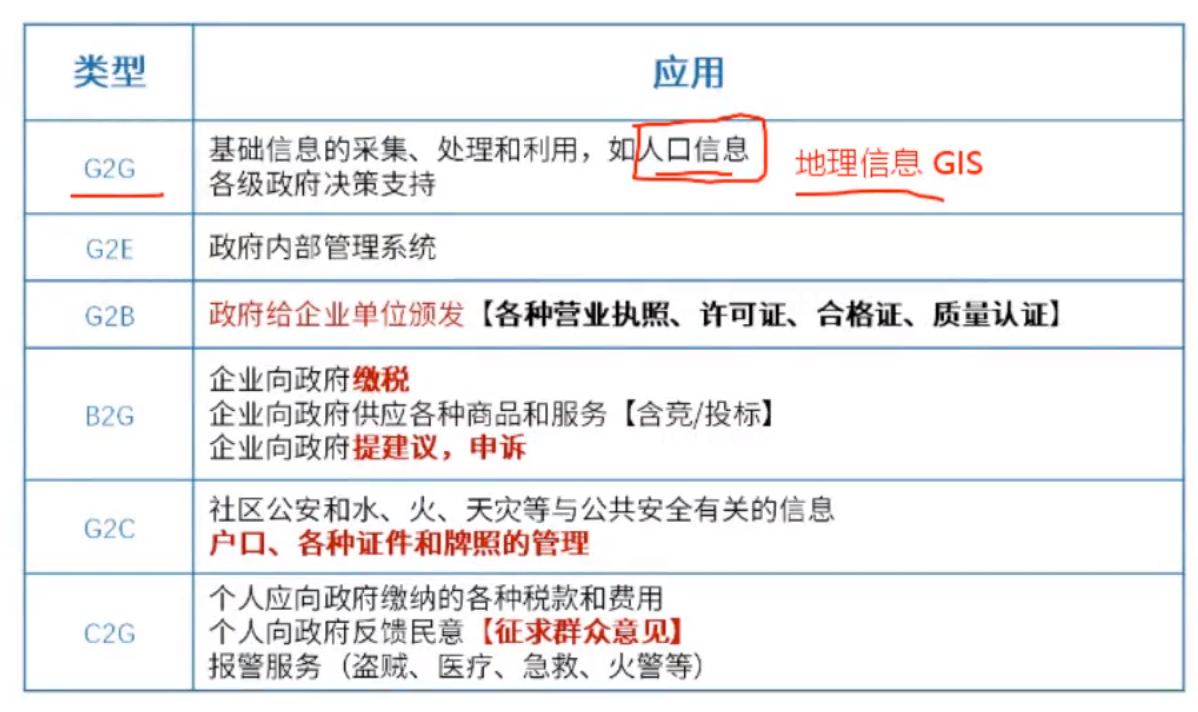 类型
应用
G2G
基础信息的采集、处理和利用，如人口信息
各级政府决策支持
地理信息 GIS
G2E
政府内部管理系统
G2B
政府给企业单位颁发【各种营业执照、许可证、合格证、质量认证】
B2G
企业向政府缴税
企业向政府供应各种商品和服务【含竞/投标】
企业向政府提建议，申诉
G2C
社区公安和水、火、天灾等与公共安全有关的信息
户口、各种证件和牌照的管理
C2G
个人应向政府缴纳的各种税款和费用
个人向政府反馈民意【征求群众意见】
报警服务（盗贼、医疗、急救、火警等）